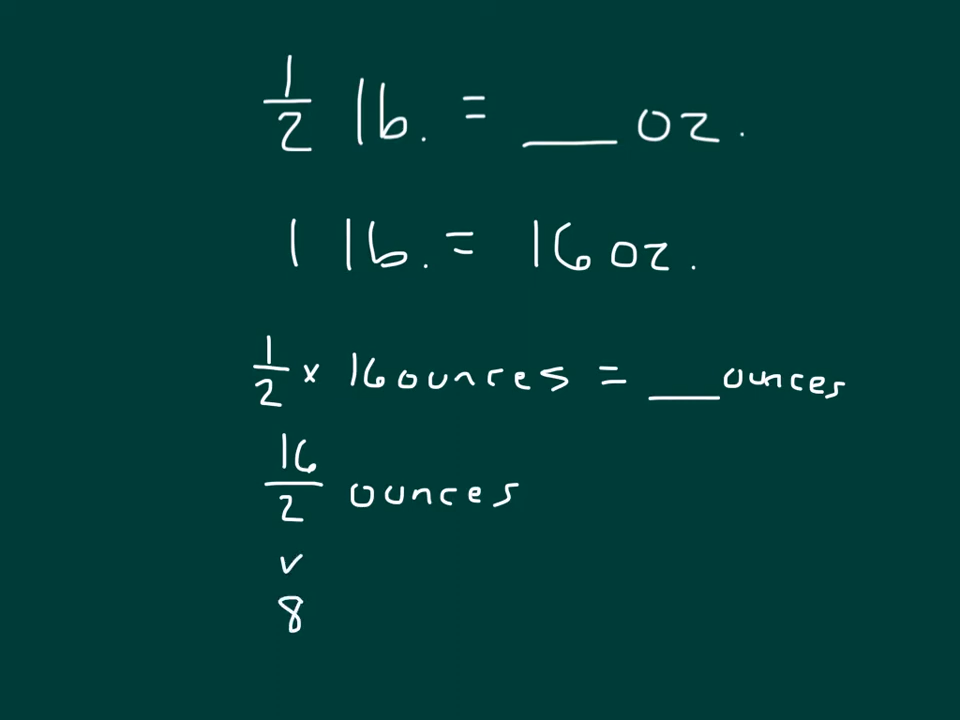 1/2 lb. = ___ oz.
1 lb. = 16 oz.
1/2 x 16 ounces = ___ ounces
16/2 ounces
v
8